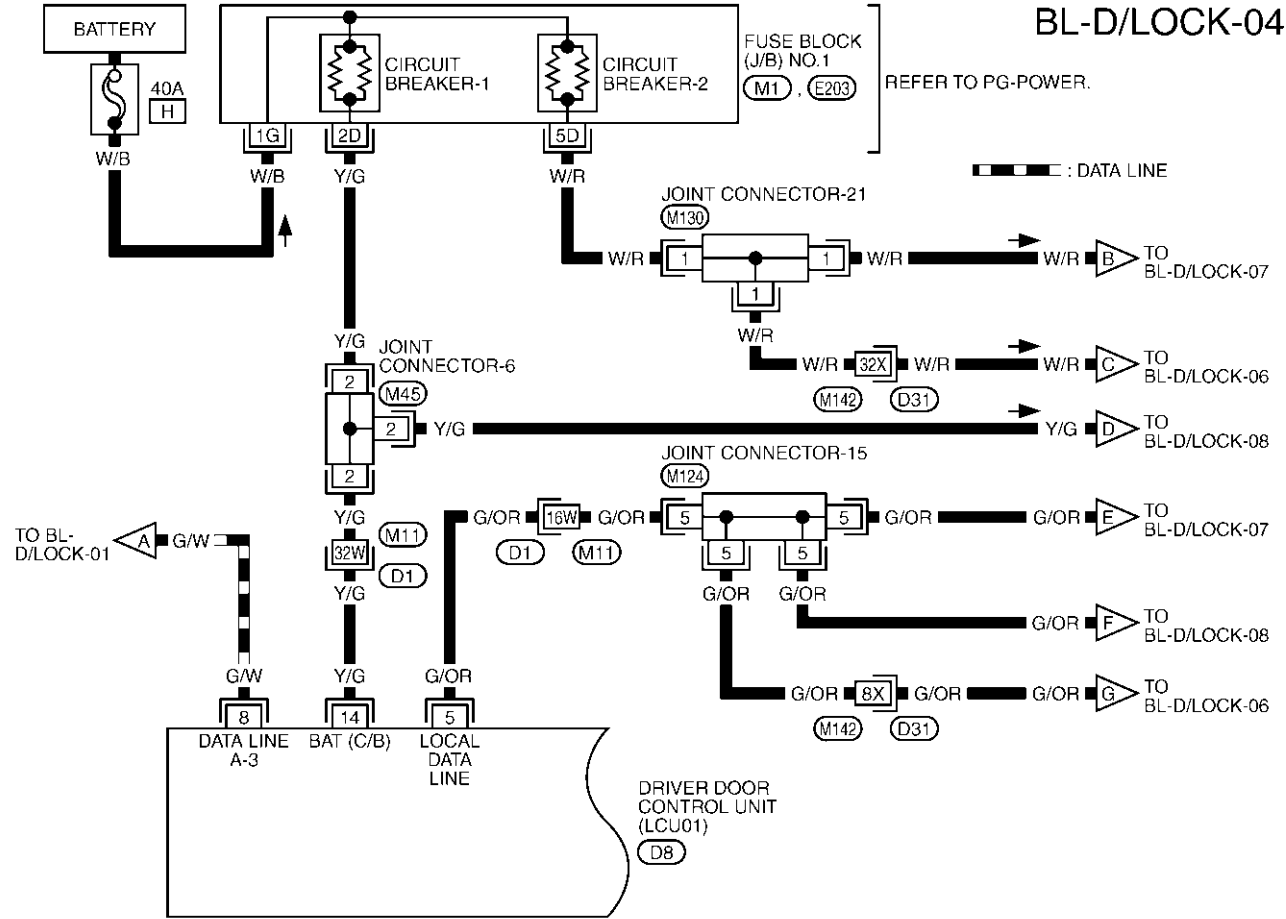 BL-D/LOCK-04
BATTERY
40A
H
W/B
CIRCUIT
BREAKER-1
CIRCUIT
BREAKER-2
FUSE BLOCK
(J/B) NO.1
M1 , E203
REFER TO PG-POWER.
1G
2D
5D
W/B
Y/G
W/R
: DATA LINE
JOINT CONNECTOR-21
M130
W/R
1
1
W/R
W/R
B
TO
BL-D/LOCK-07
1
W/R
Y/G
JOINT
CONNECTOR-6
2
M45
W/R
32X
W/R
W/R
C
TO
BL-D/LOCK-06
M142
D31
2
Y/G
Y/G
D
TO
BL-D/LOCK-08
2
JOINT CONNECTOR-15
M124
Y/G
M11
32W
D1
Y/G
TO BL-
D/LOCK-01
A
G/W
G/OR
16W
G/OR
5
5
G/OR
G/OR
E
TO
BL-D/LOCK-07
D1
M11
5
5
G/OR
G/OR
G/OR
F
TO
BL-D/LOCK-08
G/W
Y/G
G/OR
G/OR
8X
G/OR
G/OR
G
TO
BL-D/LOCK-06
M142
D31
8
14
5
DATA LINE
A-3
BAT (C/B)
LOCAL
DATA
LINE
DRIVER DOOR
CONTROL UNIT
(LCU01)
D8